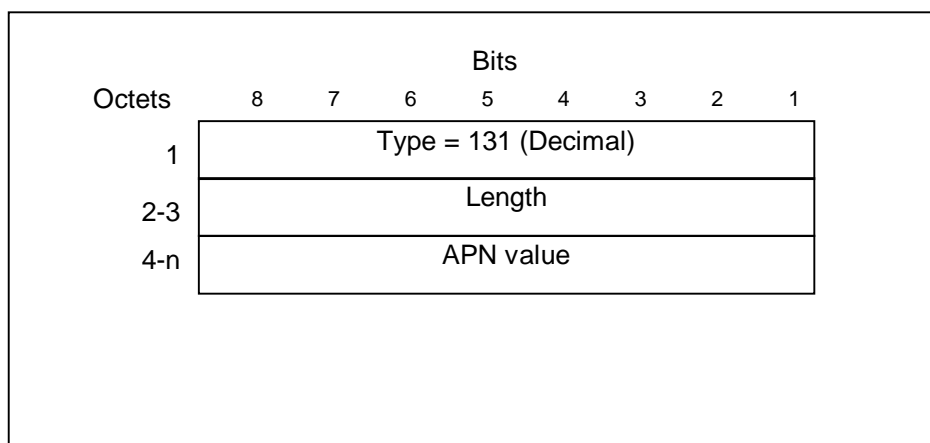 Bits
Octets 8 7 6 5 4 3 2 1
1 Type = 131 (Decimal)
2-3 Length
4-n APN value